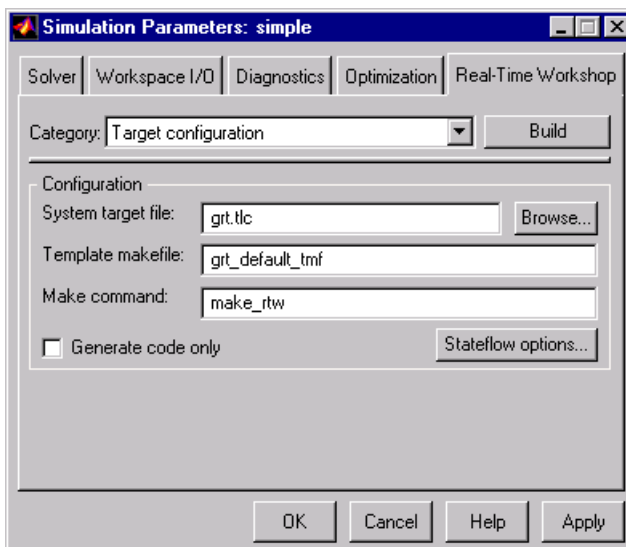 Simulation Parameters: simple
Solver Workspace I/O Diagnostics Optimization Real-Time Workshop
Category: Target configuration Build
Configuration
System target file: grt.tlc Browse...
Template makefile: grt_default_tmf
Make command: make_rtw
Generate code only Stateflow options...
OK Cancel Help Apply